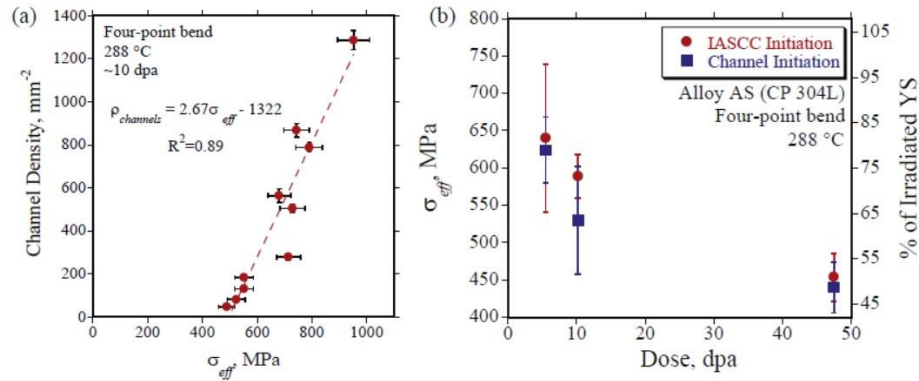 (a)
1400
1200
1000
800
600
400
200
0
Channel Density, mm-2
Four-point bend
288 °C
~10 dpa
ρchannels = 2.67σeff - 1322
R2=0.89
0 200 400 600 800 1000
σeff, MPa
(b)
800
750
700
650
600
550
500
450
400
σeff, MPa
IASCC Initiation
Channel Initiation
Alloy AS (CP 304L)
Four-point bend
288 °C
105
95
85
75
65
55
45
% of Irradiated YS
0 10 20 30 40 50
Dose, dpa